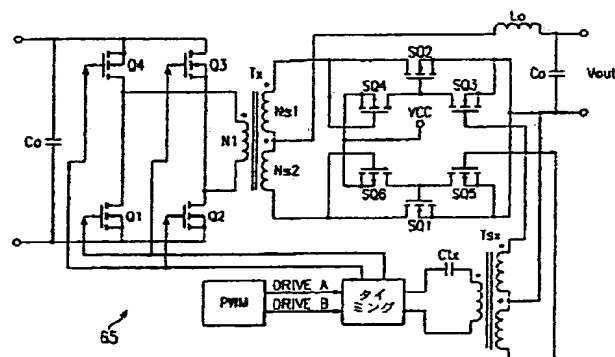 Lo
Q4
Q3
Tx
SQ2
Co
Vout
SQ4
SQ3
Ns1
VCC
Co
N1
Ns2
SQ6
SQ5
Q1
Q2
SQ1
Tsx
Ctx
PWM
DRIVE A
DRIVE B
タイ
ミング
65